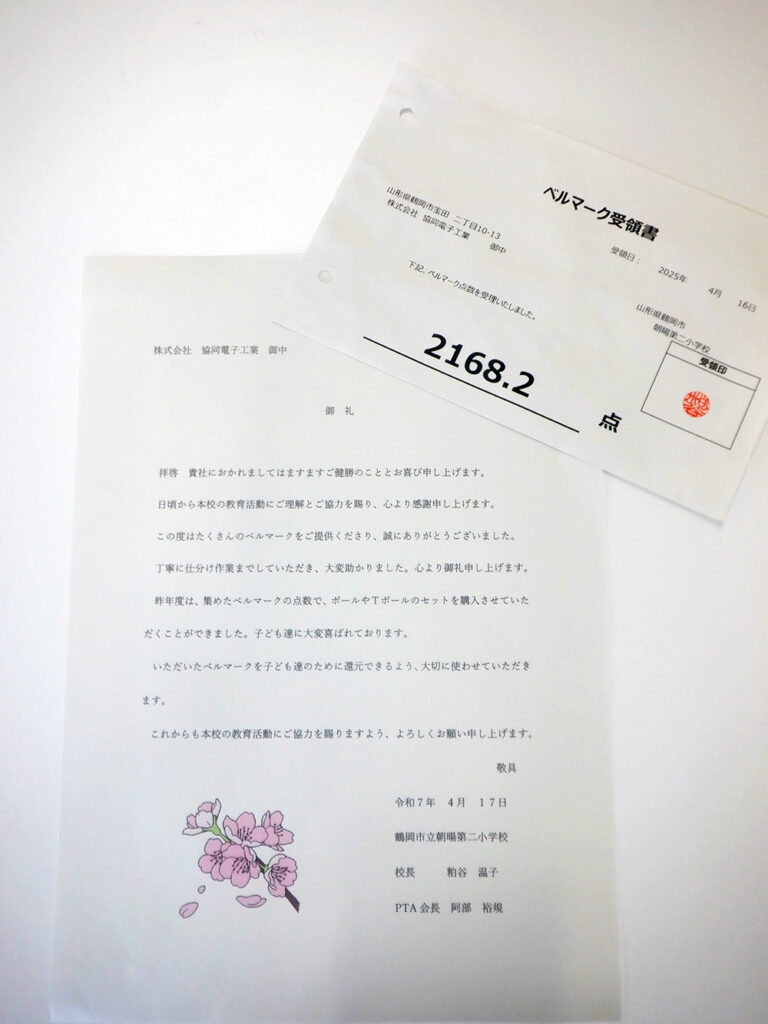 ベルマーク受領書
山形県鶴岡市宝田 二丁目10-13
株式会社 協同電子工業 御中
受領日： 2025年 4月 16日
下記、ベルマーク点数を受理いたしました。
山形県鶴岡市
朝暘第二小学校
2168.2 点
受領印
株式会社 協同電子工業 御中
御 礼
拝啓 貴社におかれましてはますますご健勝のこととお喜び申し上げます。
日頃から本校の教育活動にご理解とご協力を賜り、心より感謝申し上げます。
この度はたくさんのベルマークをご提供くださり、誠にありがとうございました。
丁寧に仕分け作業までしていただき、大変助かりました。心より御礼申し上げます。
昨年度は、集めたベルマークの点数で、ボールやＴボールのセットを購入させていた
だくことができました。子ども達に大変喜ばれております。
いただいたベルマークを子ども達のために還元できるよう、大切に使わせていただき
ます。
これからも本校の教育活動にご協力を賜りますよう、よろしくお願い申し上げます。
敬具
令和７年 ４月 １７日
鶴岡市立朝暘第二小学校
校長 粕谷 温子
PTA会長 阿部 裕規